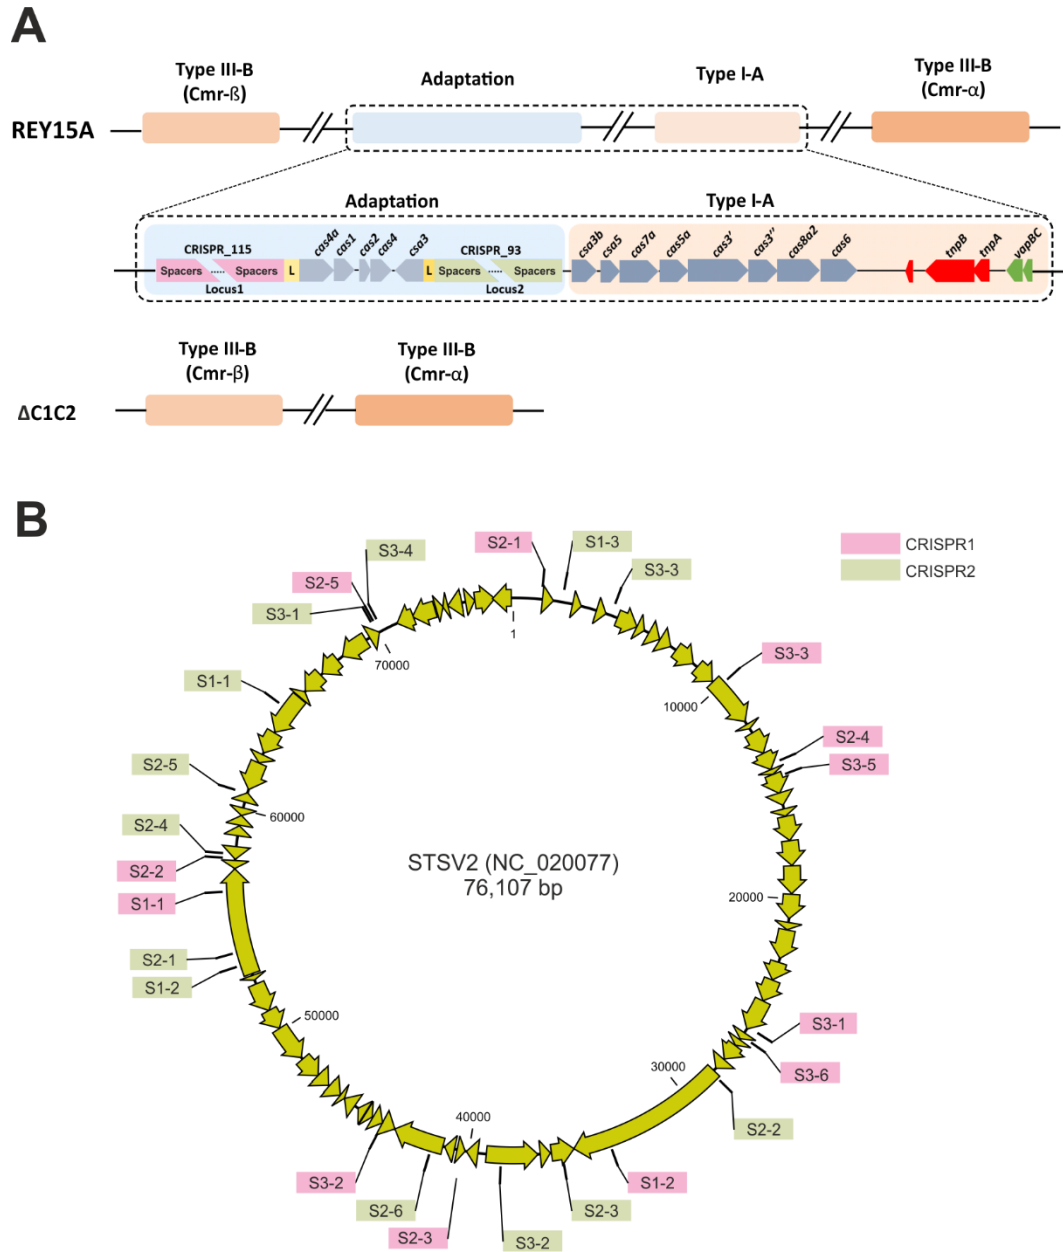 A
Type III-B
(Cmr-ß)
Adaptation
Type I-A
Type III-B
(Cmr-α)
REY15A
Adaptation
Type I-A
CRISPR_115
cas4a
cas1
cas2
cas4
csa3
CRISPR_93
csa3b
csa5
cas7a
cas5a
cas3'
cas3''
cas8a2
cas6
tnpB
tnpA
vapBC
Spacers
Spacers
L
L
Spacers
Spacers
Locus1
Locus2
Type III-B
(Cmr-β)
Type III-B
(Cmr-α)
ΔC1C2
B
CRISPR1
CRISPR2
S3-4
S2-5
S3-1
S2-1
S1-3
S3-3
1
70000
10000
S3-3
S1-1
S2-4
S3-5
S2-5
60000
S2-4
S2-2
S1-1
STSV2 (NC_020077)
76,107 bp
20000
S2-1
S1-2
50000
S3-1
S3-6
30000
S2-2
40000
S3-2
S2-6
S2-3
S3-2
S2-3
S1-2